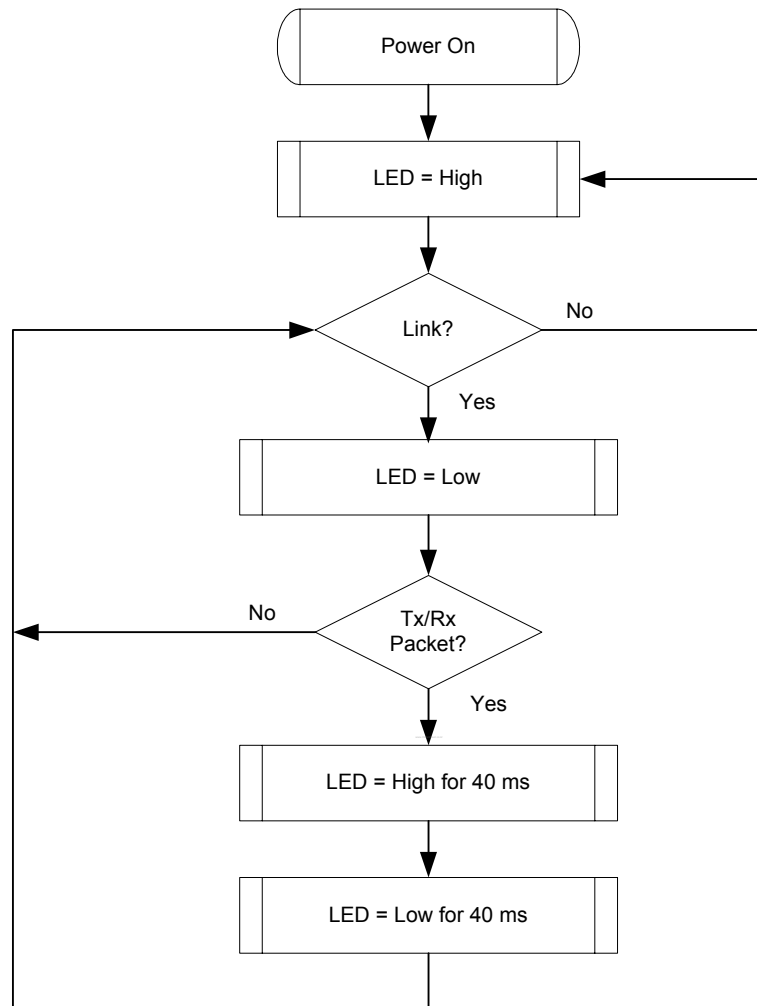 Power On
LED = High
Link?
No
Yes
LED = Low
No
Tx/Rx
Packet?
Yes
LED = High for 40 ms
LED = Low for 40 ms